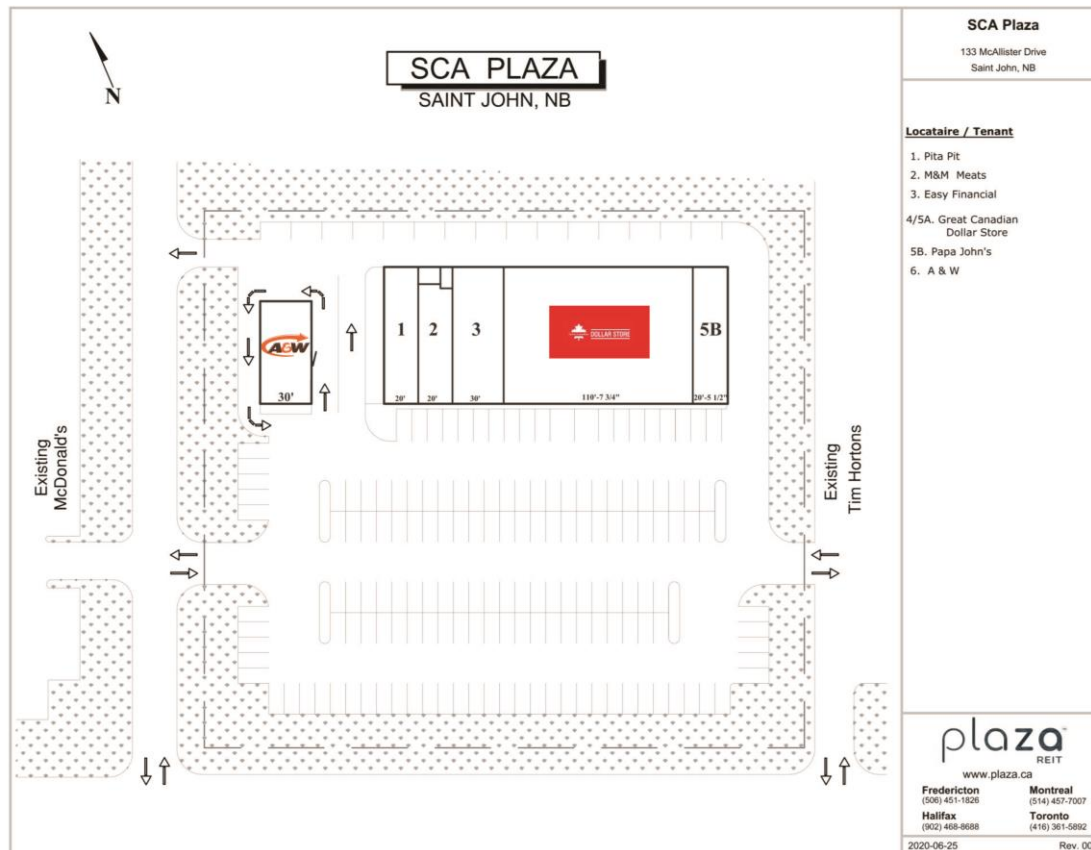 SCA PLAZA
SAINT JOHN, NB
N
A&W
30'
1
2
3
DOLLAR STORE
5B
20'
20'
30'
110'-7 3/4"
20'-5 1/2"
Existing
McDonald's
Existing
Tim Hortons
SCA Plaza
133 McAllister Drive
Saint John, NB
Locataire / Tenant
1. Pita Pit
2. M&M Meats
3. Easy Financial
4/5A. Great Canadian
Dollar Store
5B. Papa John's
6. A & W
plaza
REIT
www.plaza.ca
Fredericton Montreal
(506) 451-1826 (514) 457-7007
Halifax Toronto
(902) 468-8688 (416) 361-5892
2020-06-25 Rev. 00